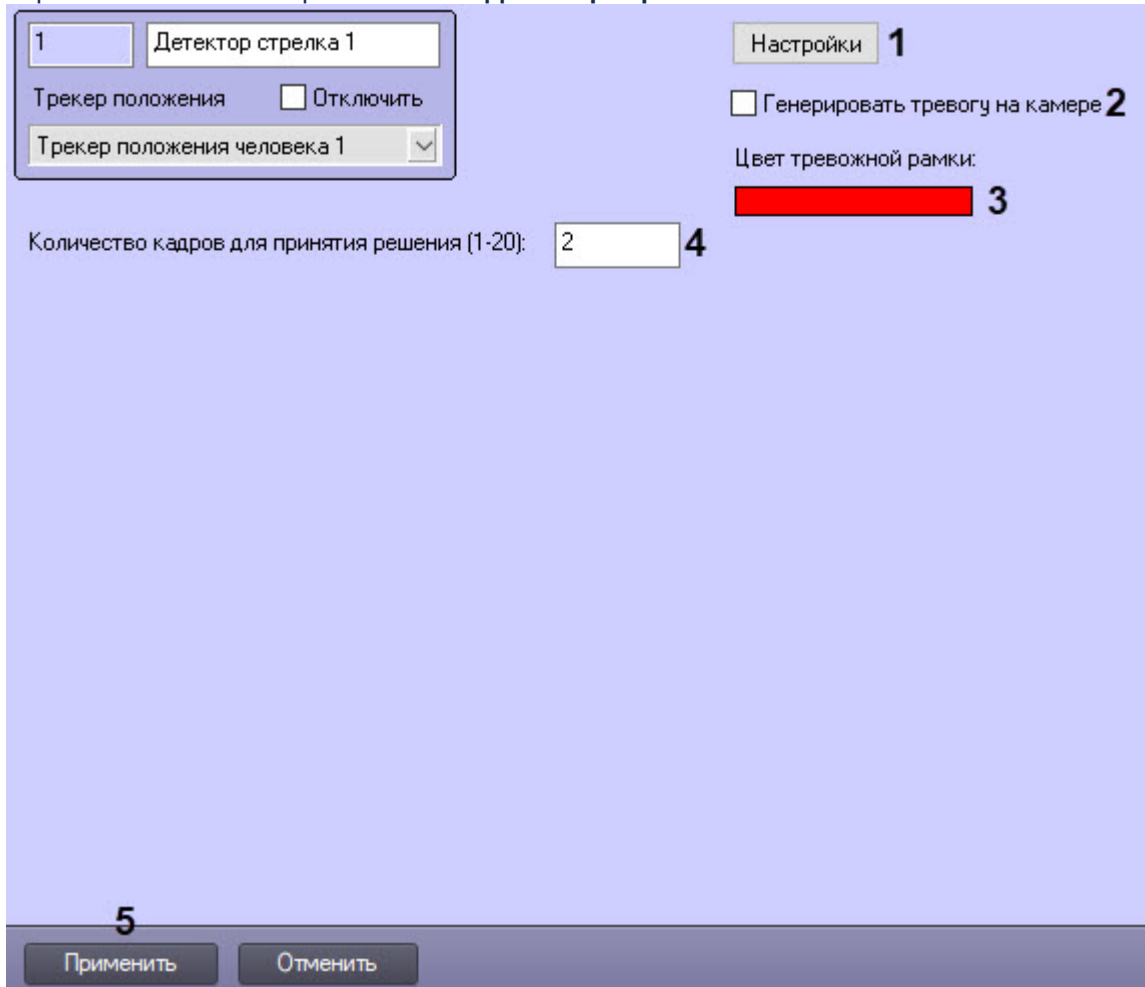 1
Детектор стрелка 1
Трекер положения
Отключить
Трекер положения человека 1
Настройки 1
Генерировать тревогу на камере 2
Цвет тревожной рамки:
3
Количество кадров для принятия решения (1-20): 2 4
5
Применить
Отменить